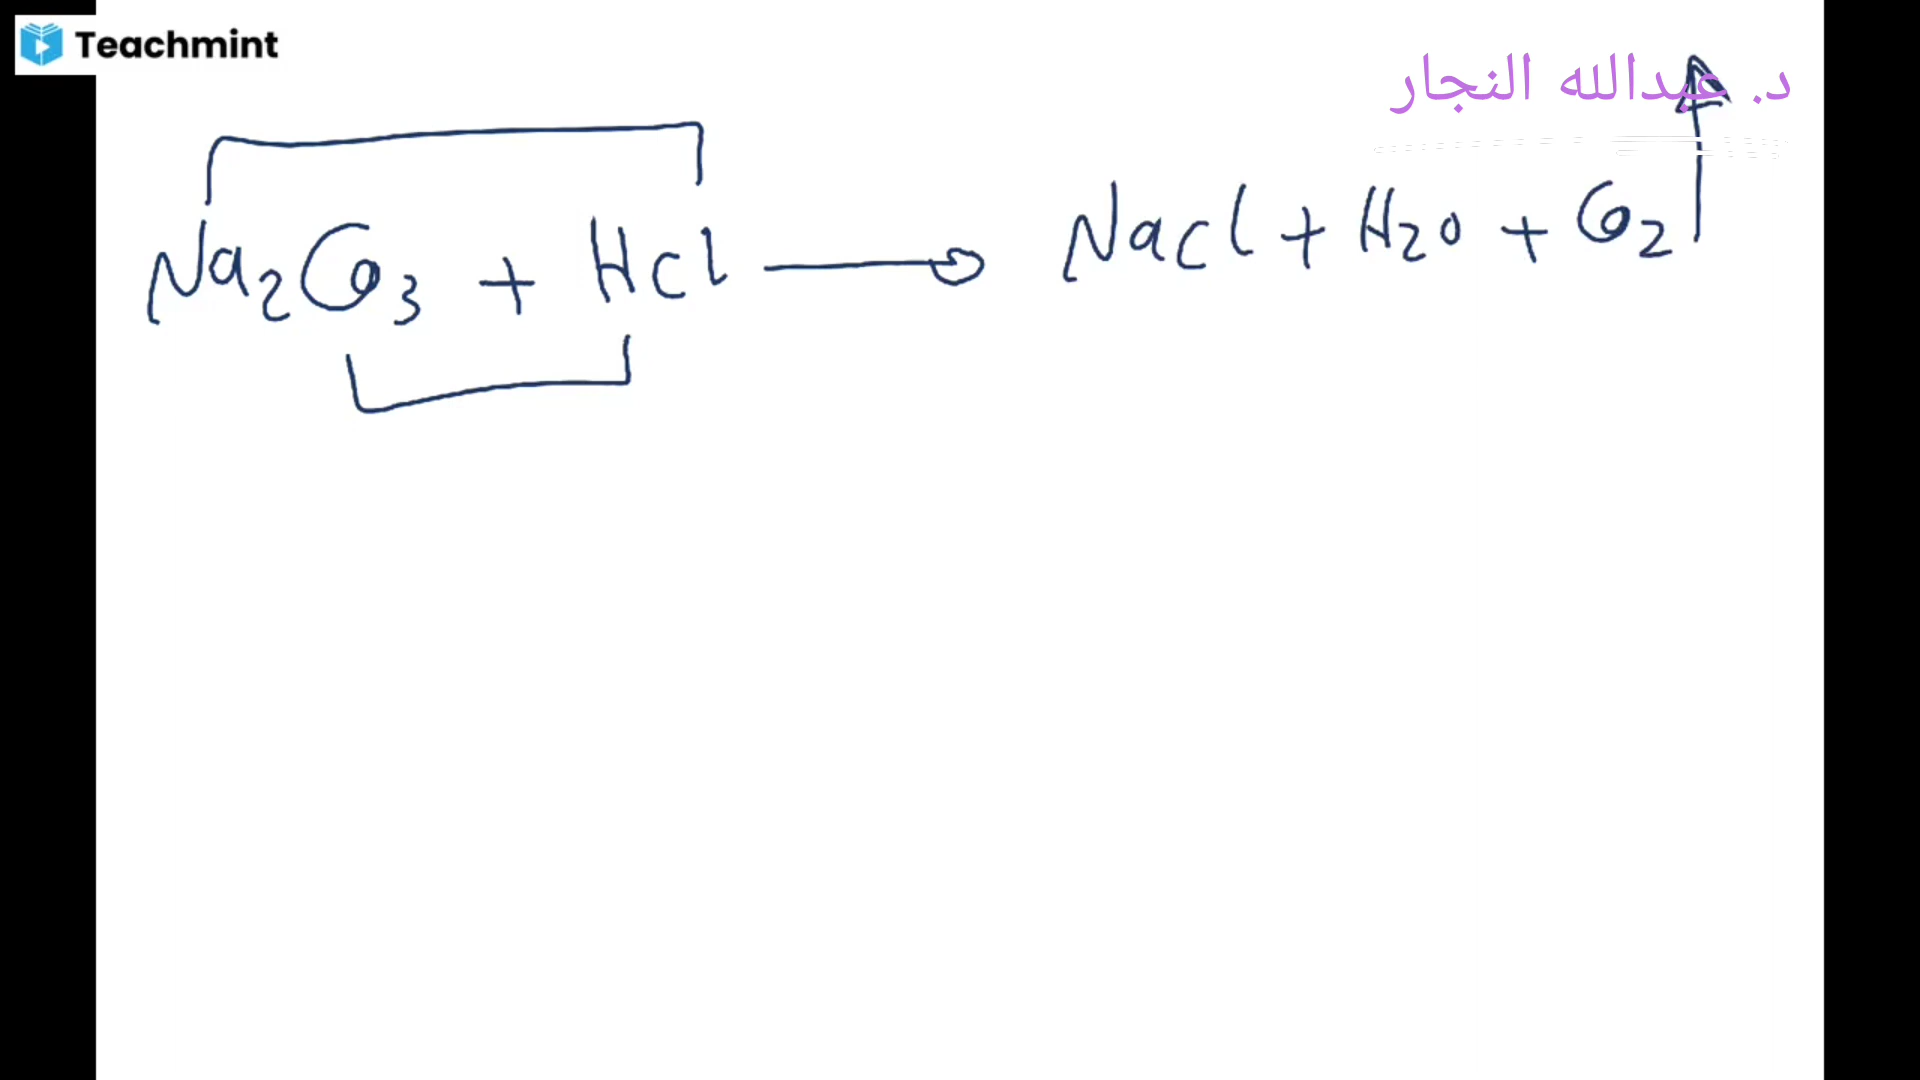 Teachmint
د. عبدالله النجار
Na₂CO₃ + HCl → NaCl + H₂O + CO₂↑